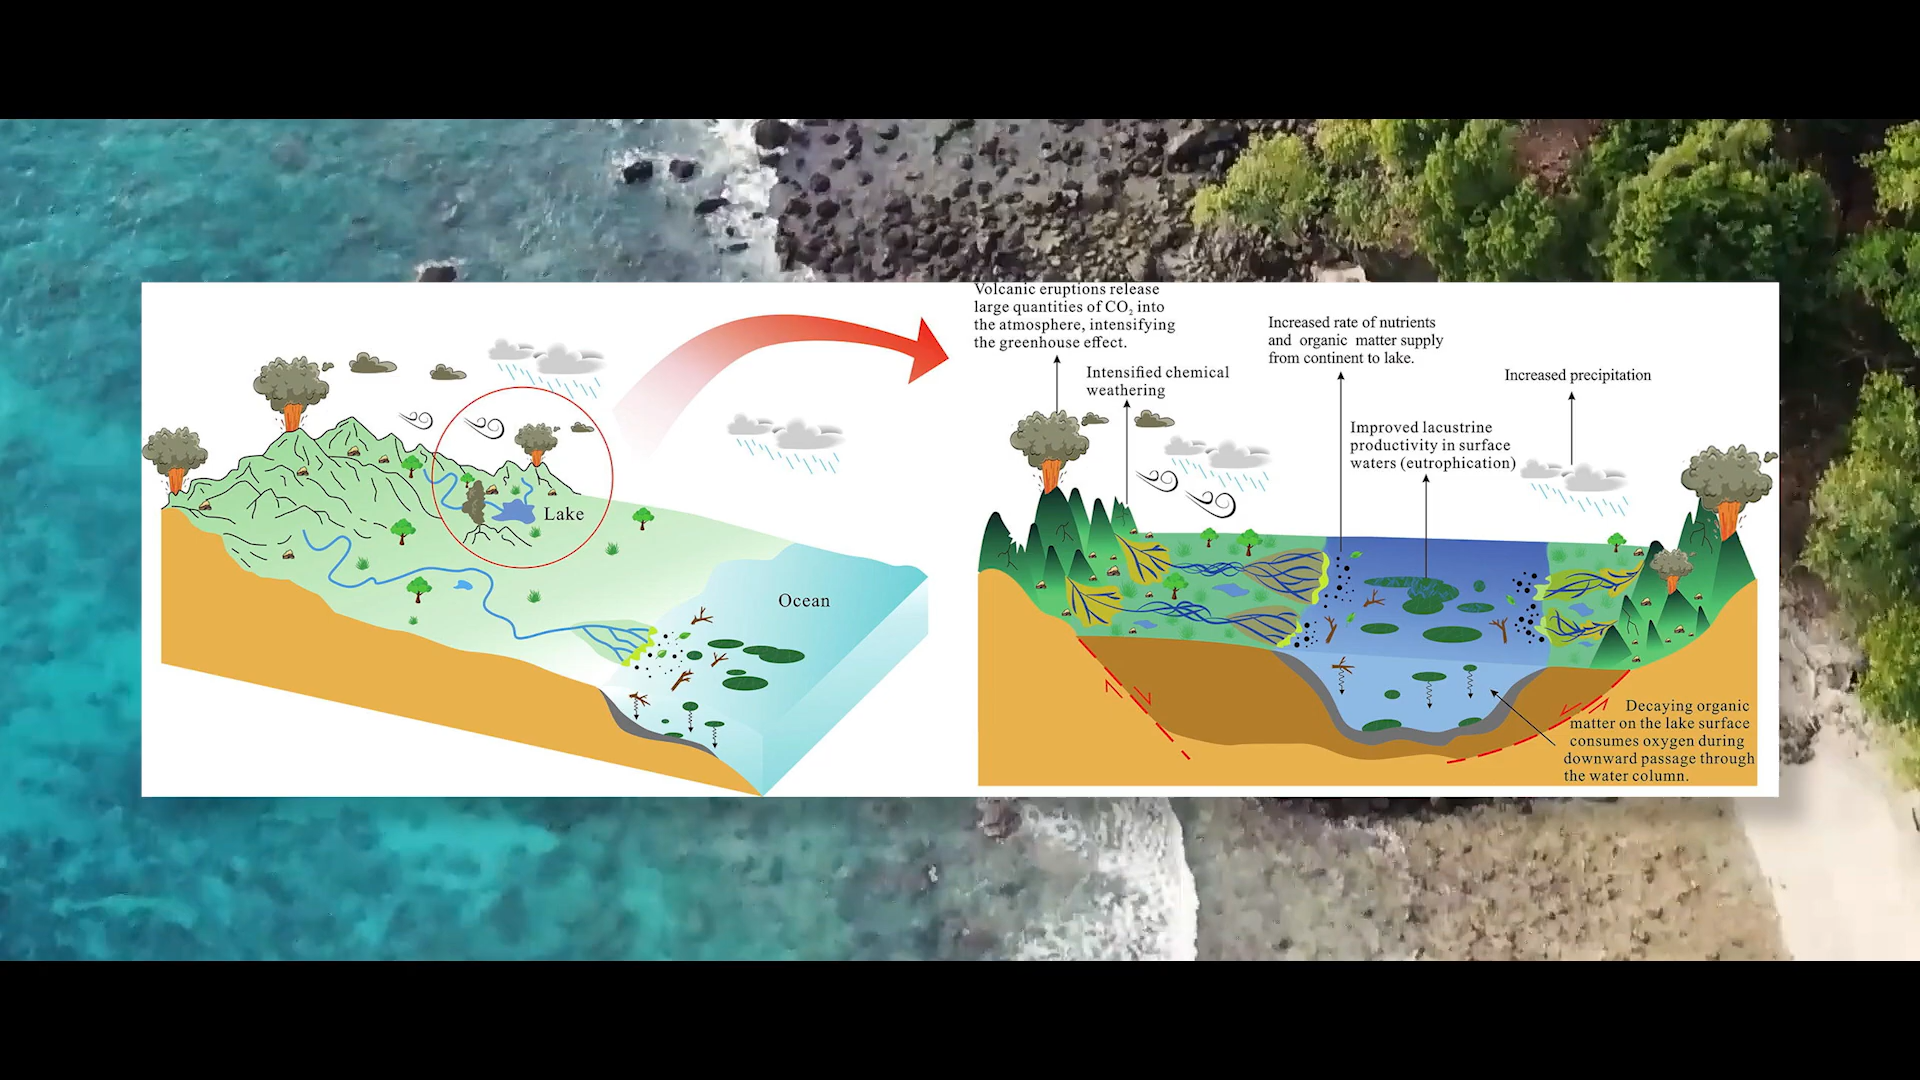 Lake
Ocean
Volcanic eruptions release
large quantities of CO₂ into
the atmosphere, intensifying
the greenhouse effect.
Intensified chemical
weathering
Increased rate of nutrients
and organic matter supply
from continent to lake.
Improved lacustrine
productivity in surface
waters (eutrophication)
Increased precipitation
Decaying organic
matter on the lake surface
consumes oxygen during
downward passage through
the water column.